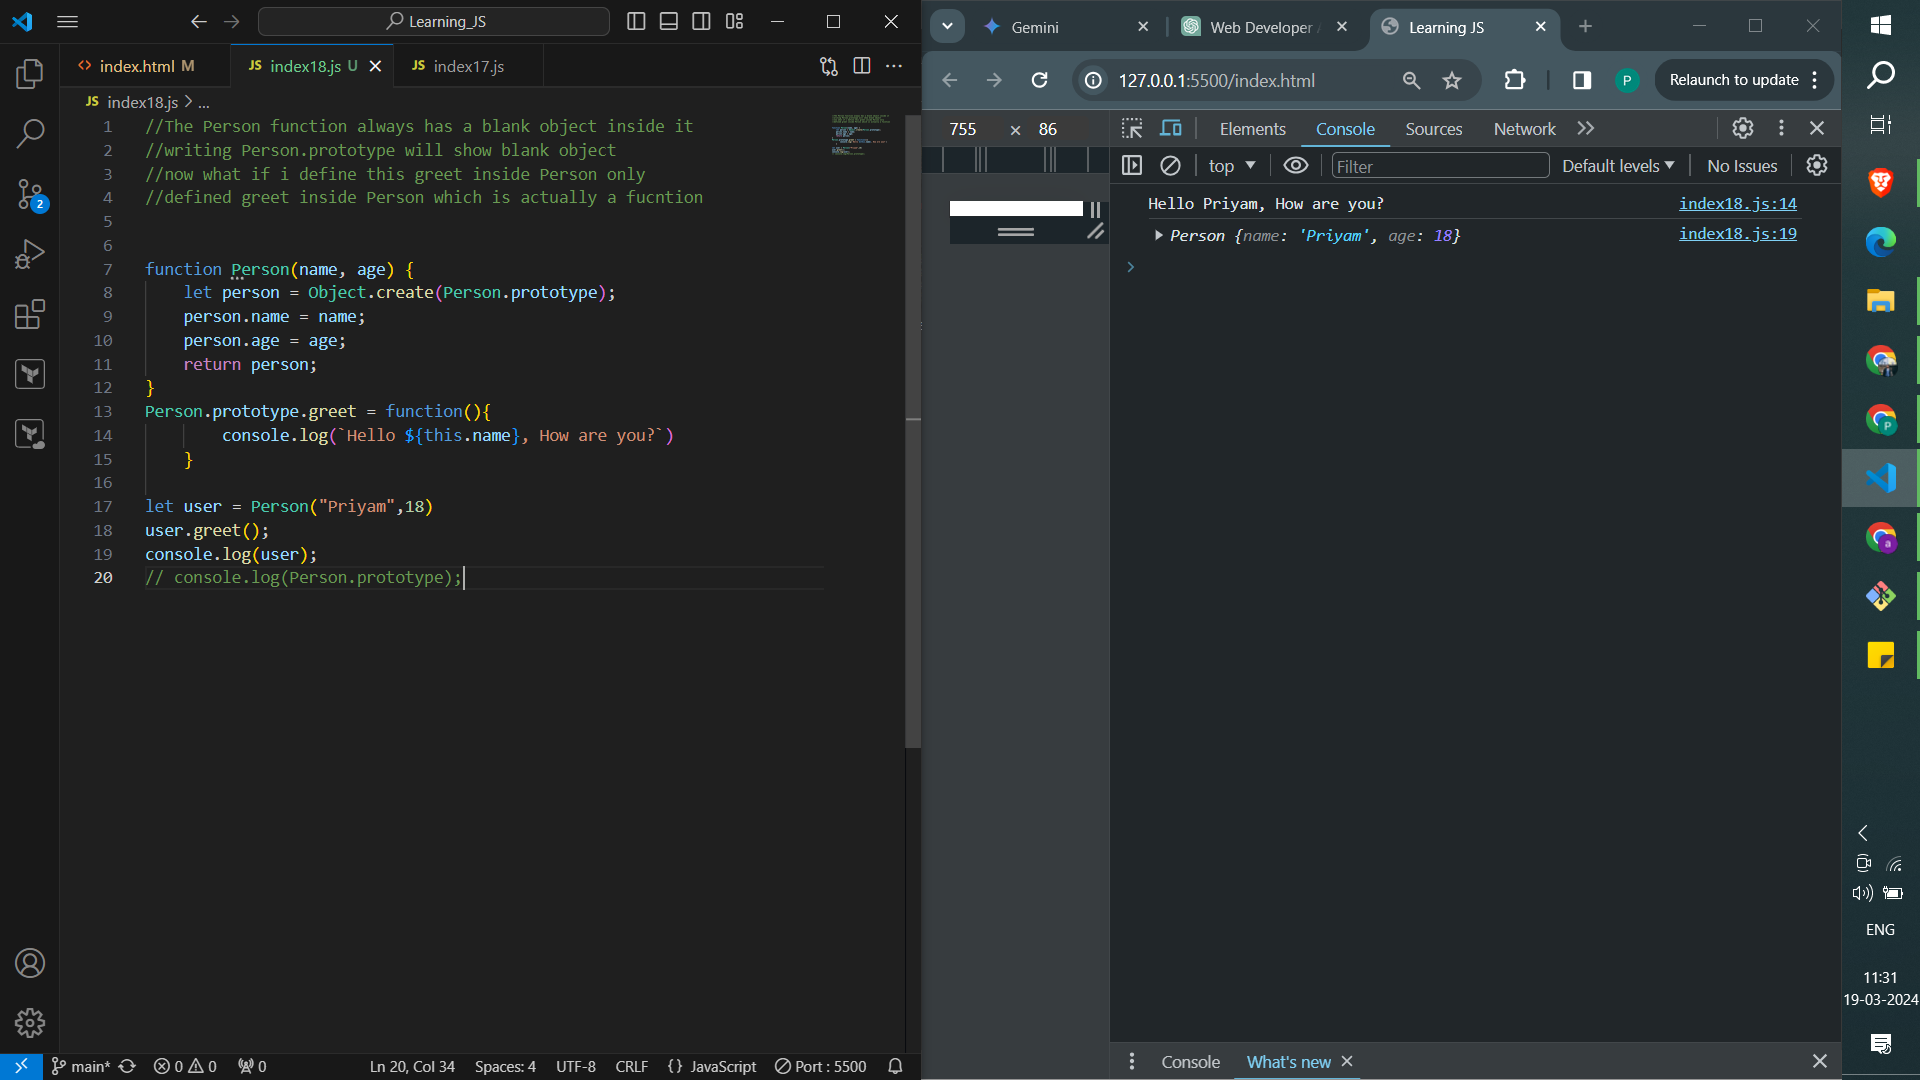 Learning_JS
index.html M
JS index18.js U
JS index17.js
JS index18.js > ...
1 //The Person function always has a blank object inside it
2 //writing Person.prototype will show blank object
3 //now what if i define this greet inside Person only
4 //defined greet inside Person which is actually a fucntion
5
6
7 function Person(name, age) {
8 let person = Object.create(Person.prototype);
9 person.name = name;
10 person.age = age;
11 return person;
12 }
13 Person.prototype.greet = function(){
14 console.log(`Hello ${this.name}, How are you?`)
15 }
16
17 let user = Person("Priyam",18)
18 user.greet();
19 console.log(user);
20 // console.log(Person.prototype);
2
main* 0 0 0
Ln 20, Col 34 Spaces: 4 UTF-8 CRLF {} JavaScript Port : 5500
Gemini
Web Developer /
Learning JS
127.0.0.1:5500/index.html
P
Relaunch to update
755 × 86
Elements Console Sources Network
top
Filter
Default levels
No Issues
Hello Priyam, How are you? index18.js:14
Person {name: 'Priyam', age: 18} index18.js:19
Console What's new
P
a
ENG
11:31
19-03-2024